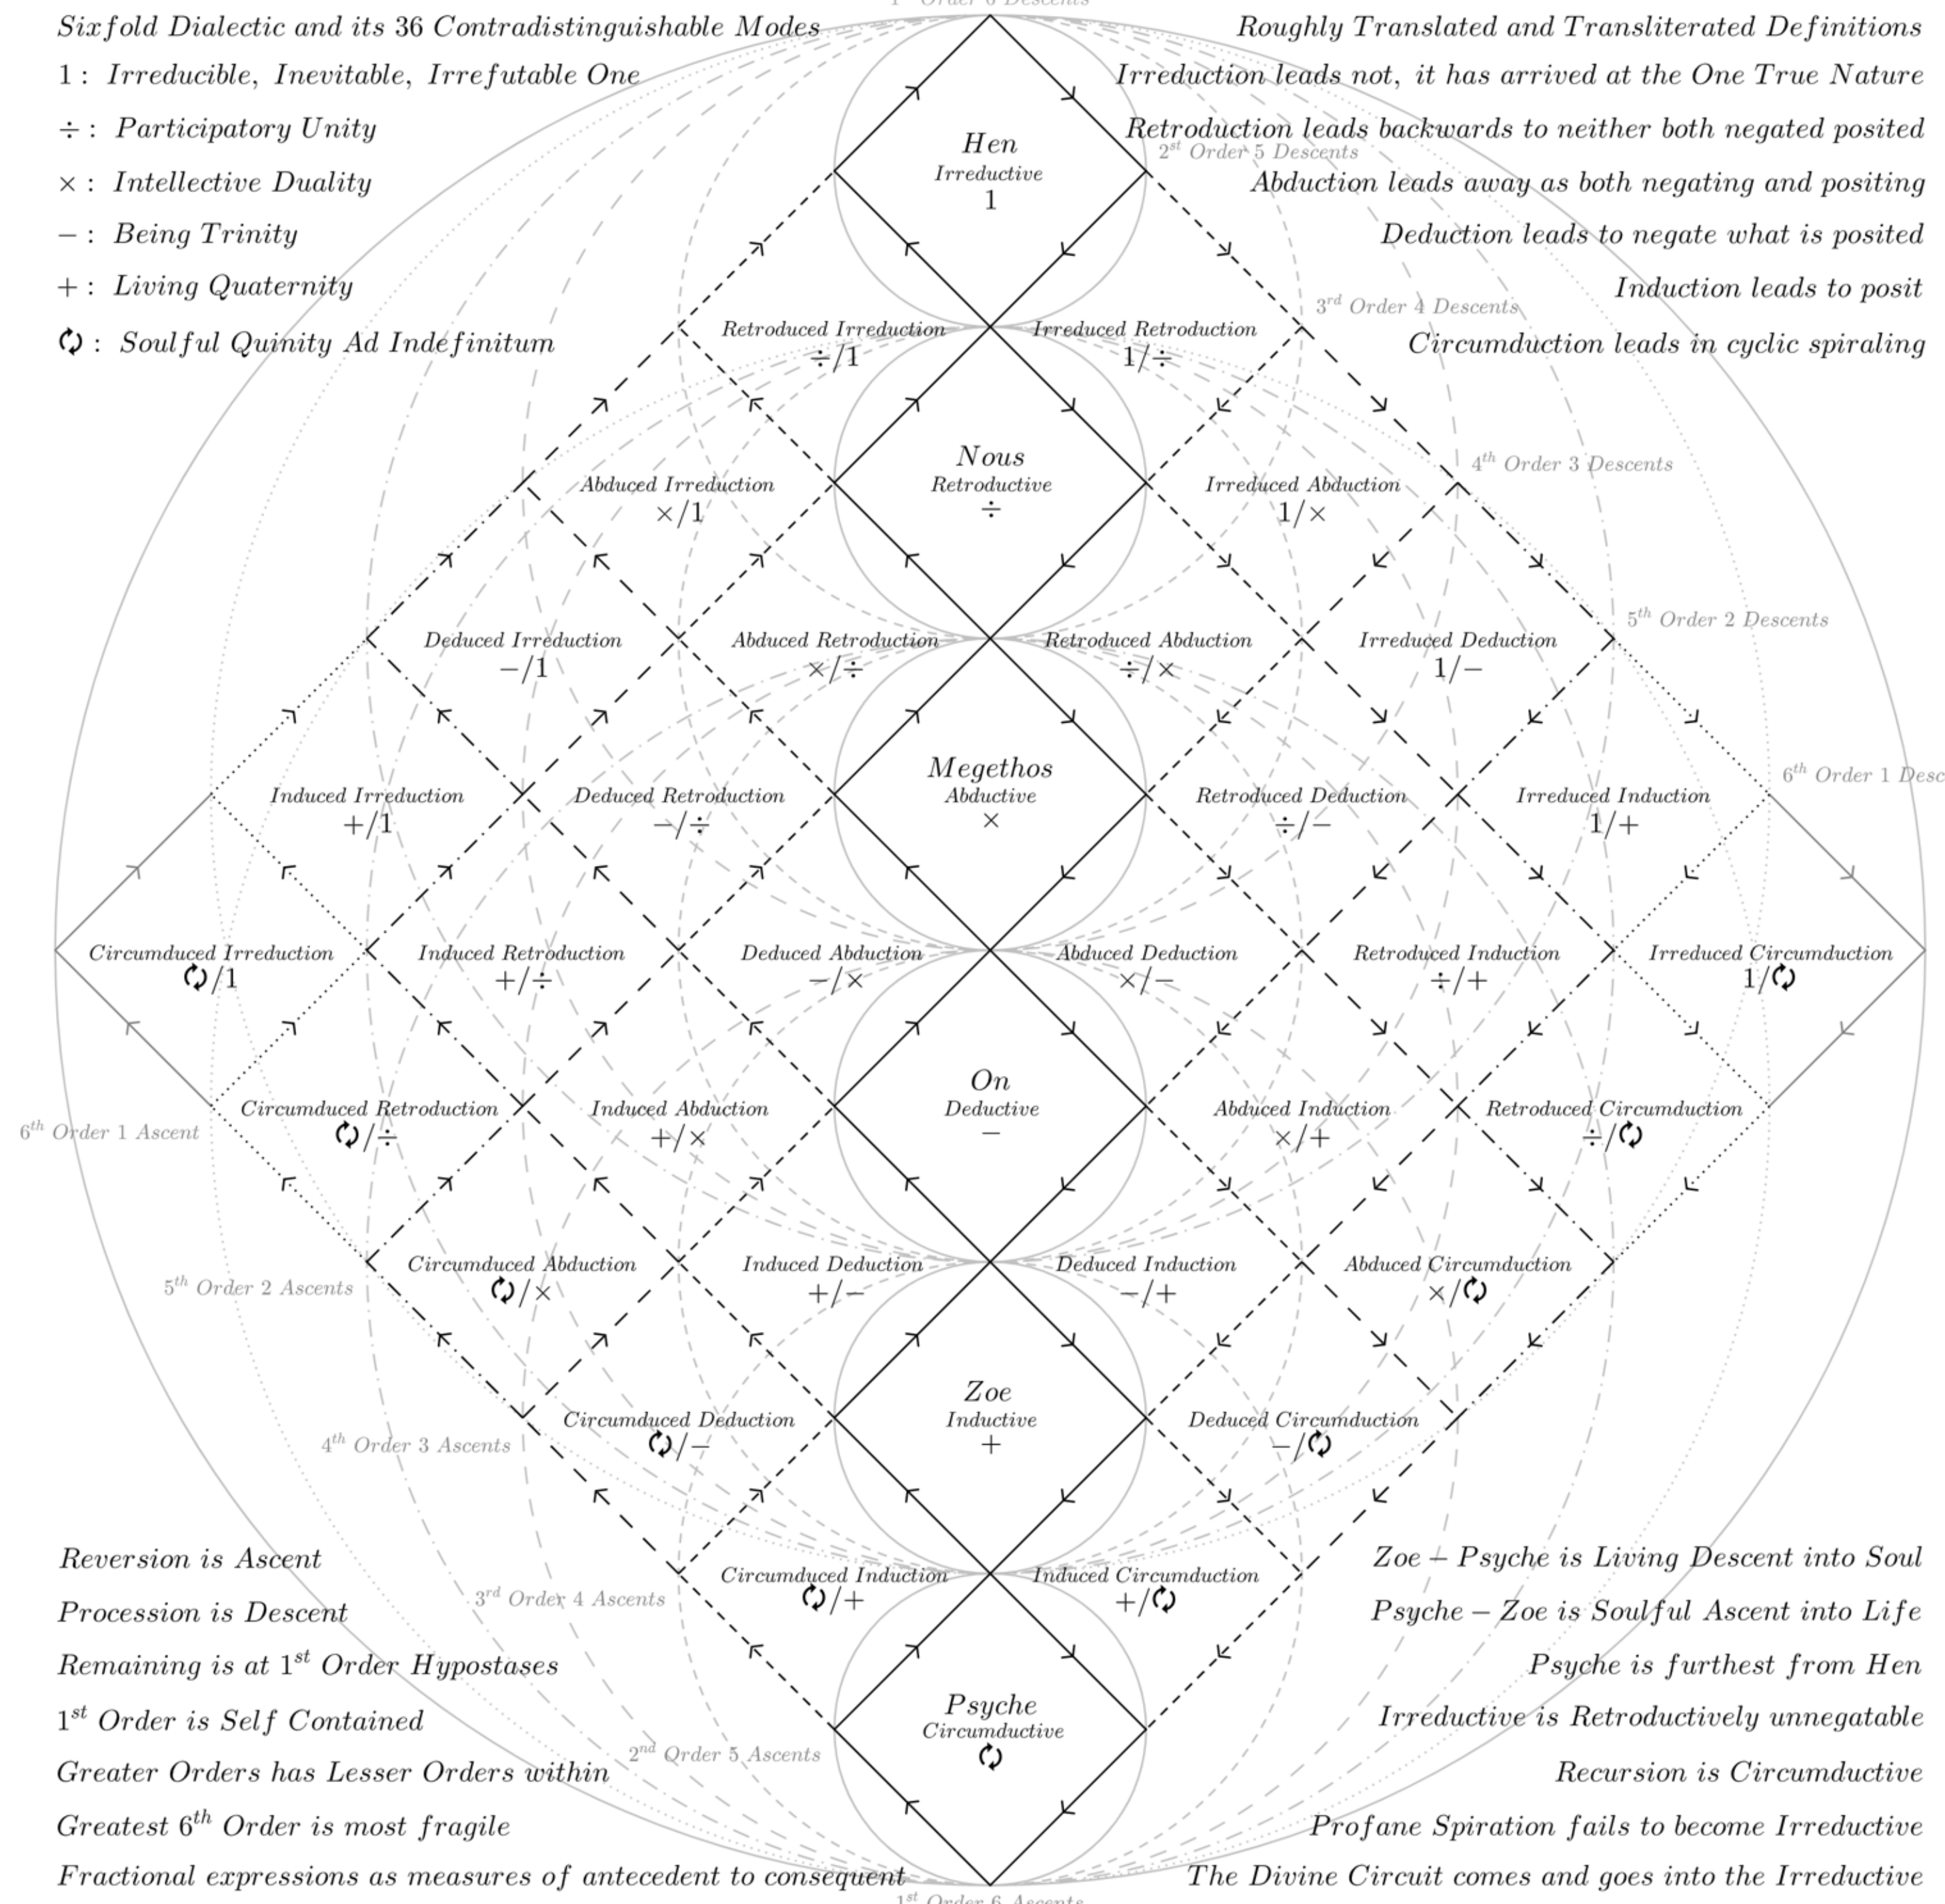 1st Order 6 Descents
Sixfold Dialectic and its 36 Contradistinguishable Modes
1: Irreducible, Inevitable, Irrefutable One
÷: Participatory Unity
×: Intellective Duality
−: Being Trinity
+: Living Quaternity
🗘: Soulful Quinity Ad Indefinitum
Roughly Translated and Transliterated Definitions
Irreduction leads not, it has arrived at the One True Nature
Retroduction leads backwards to neither both negated posited
Abduction leads away as both negating and positing
Deduction leads to negate what is posited
Induction leads to posit
Circumduction leads in cyclic spiraling
Hen
Irreductive
1
2st Order 5 Descents
3rd Order 4 Descents
Retroduced Irreduction
÷/1
Irreduced Retroduction
1/÷
4th Order 3 Descents
Nous
Retroductive
÷
Abduced Irreduction
×/1
Irreduced Abduction
1/×
5th Order 2 Descents
Deduced Irreduction
−/1
Abduced Retroduction
×/÷
Retroduced Abduction
÷/×
Irreduced Deduction
1/−
6th Order 1 Desc
Megethos
Abductive
×
Induced Irreduction
+/1
Deduced Retroduction
−/÷
Retroduced Deduction
÷/−
Irreduced Induction
1/+
Circumduced Irreduction
🗘/1
Induced Retroduction
+/÷
Deduced Abduction
−/×
Abduced Deduction
×/−
Retroduced Induction
÷/+
Irreduced Circumduction
1/🗘
On
Deductive
−
6th Order 1 Ascent
Circumduced Retroduction
🗘/÷
Induced Abduction
+/×
Abduced Induction
×/+
Retroduced Circumduction
÷/🗘
5th Order 2 Ascents
Circumduced Abduction
🗘/×
Induced Deduction
+/−
Deduced Induction
−/+
Abduced Circumduction
×/🗘
Zoe
Inductive
+
4th Order 3 Ascents
Circumduced Deduction
🗘/−
Deduced Circumduction
−/🗘
3rd Order 4 Ascents
Circumduced Induction
🗘/+
Induced Circumduction
+/🗘
Psyche
Circumductive
🗘
2nd Order 5 Ascents
Reversion is Ascent
Procession is Descent
Remaining is at 1st Order Hypostases
1st Order is Self Contained
Greater Orders has Lesser Orders within
Greatest 6th Order is most fragile
Fractional expressions as measures of antecedent to consequent
Zoe − Psyche is Living Descent into Soul
Psyche − Zoe is Soulful Ascent into Life
Psyche is furthest from Hen
Irreductive is Retroductively unnegatable
Recursion is Circumductive
Profane Spiration fails to become Irreductive
The Divine Circuit comes and goes into the Irreductive
1st Order 6 Ascents